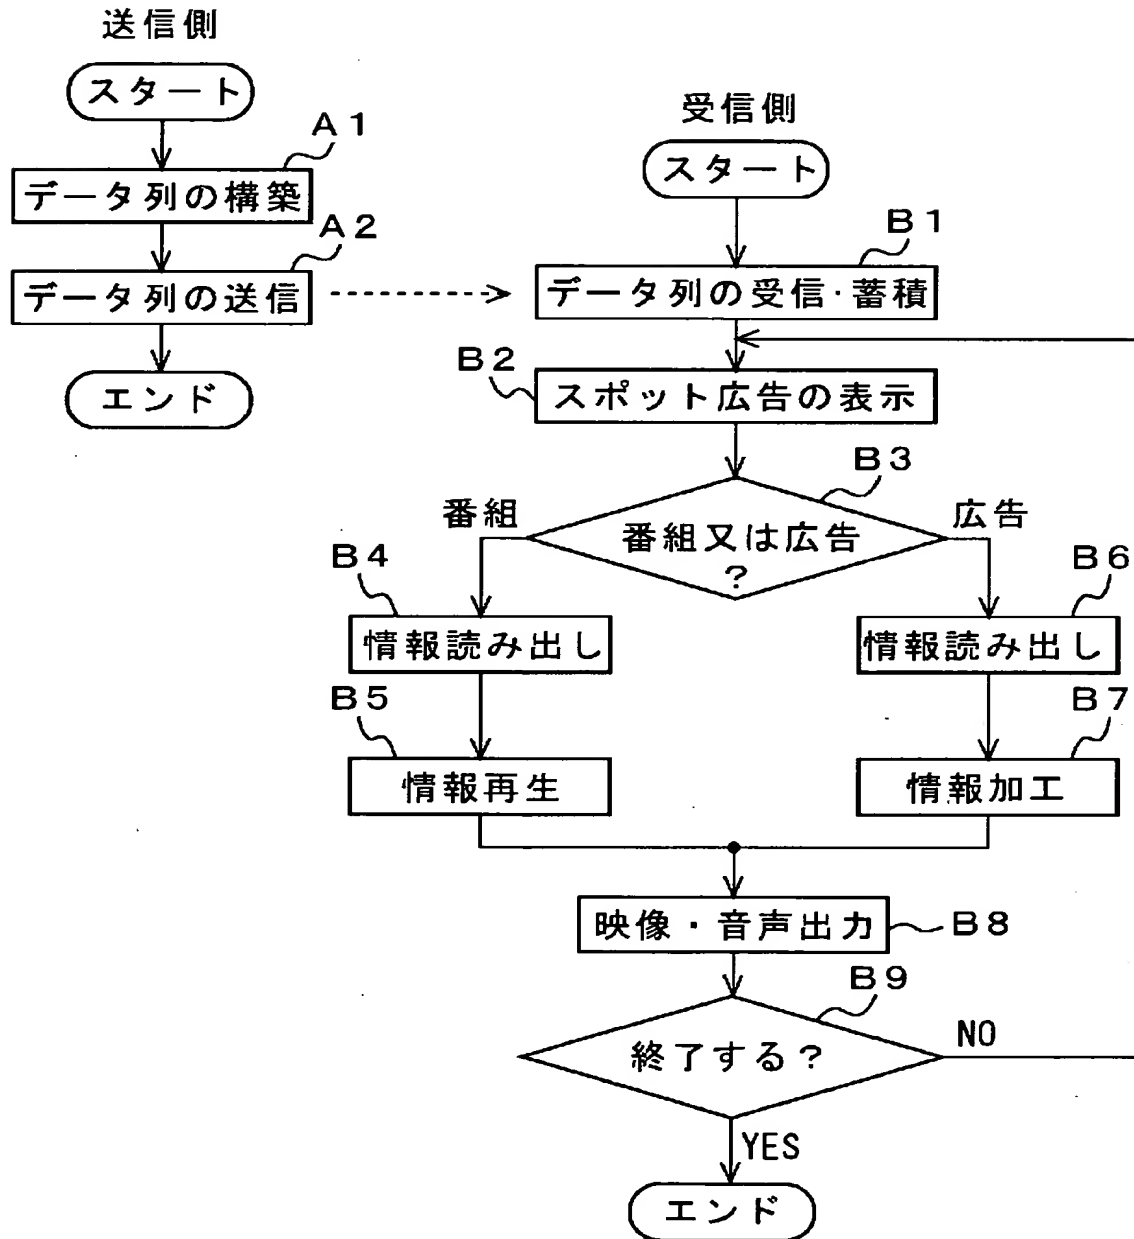 送信側
スタート
A1
データ列の構築
A2
データ列の送信
エンド
受信側
スタート
B1
データ列の受信・蓄積
B2
スポット広告の表示
B3
番組又は広告
?
番組
広告
B4
情報読み出し
B5
情報再生
B6
情報読み出し
B7
情報加工
映像・音声出力
B8
B9
終了する?
NO
YES
エンド